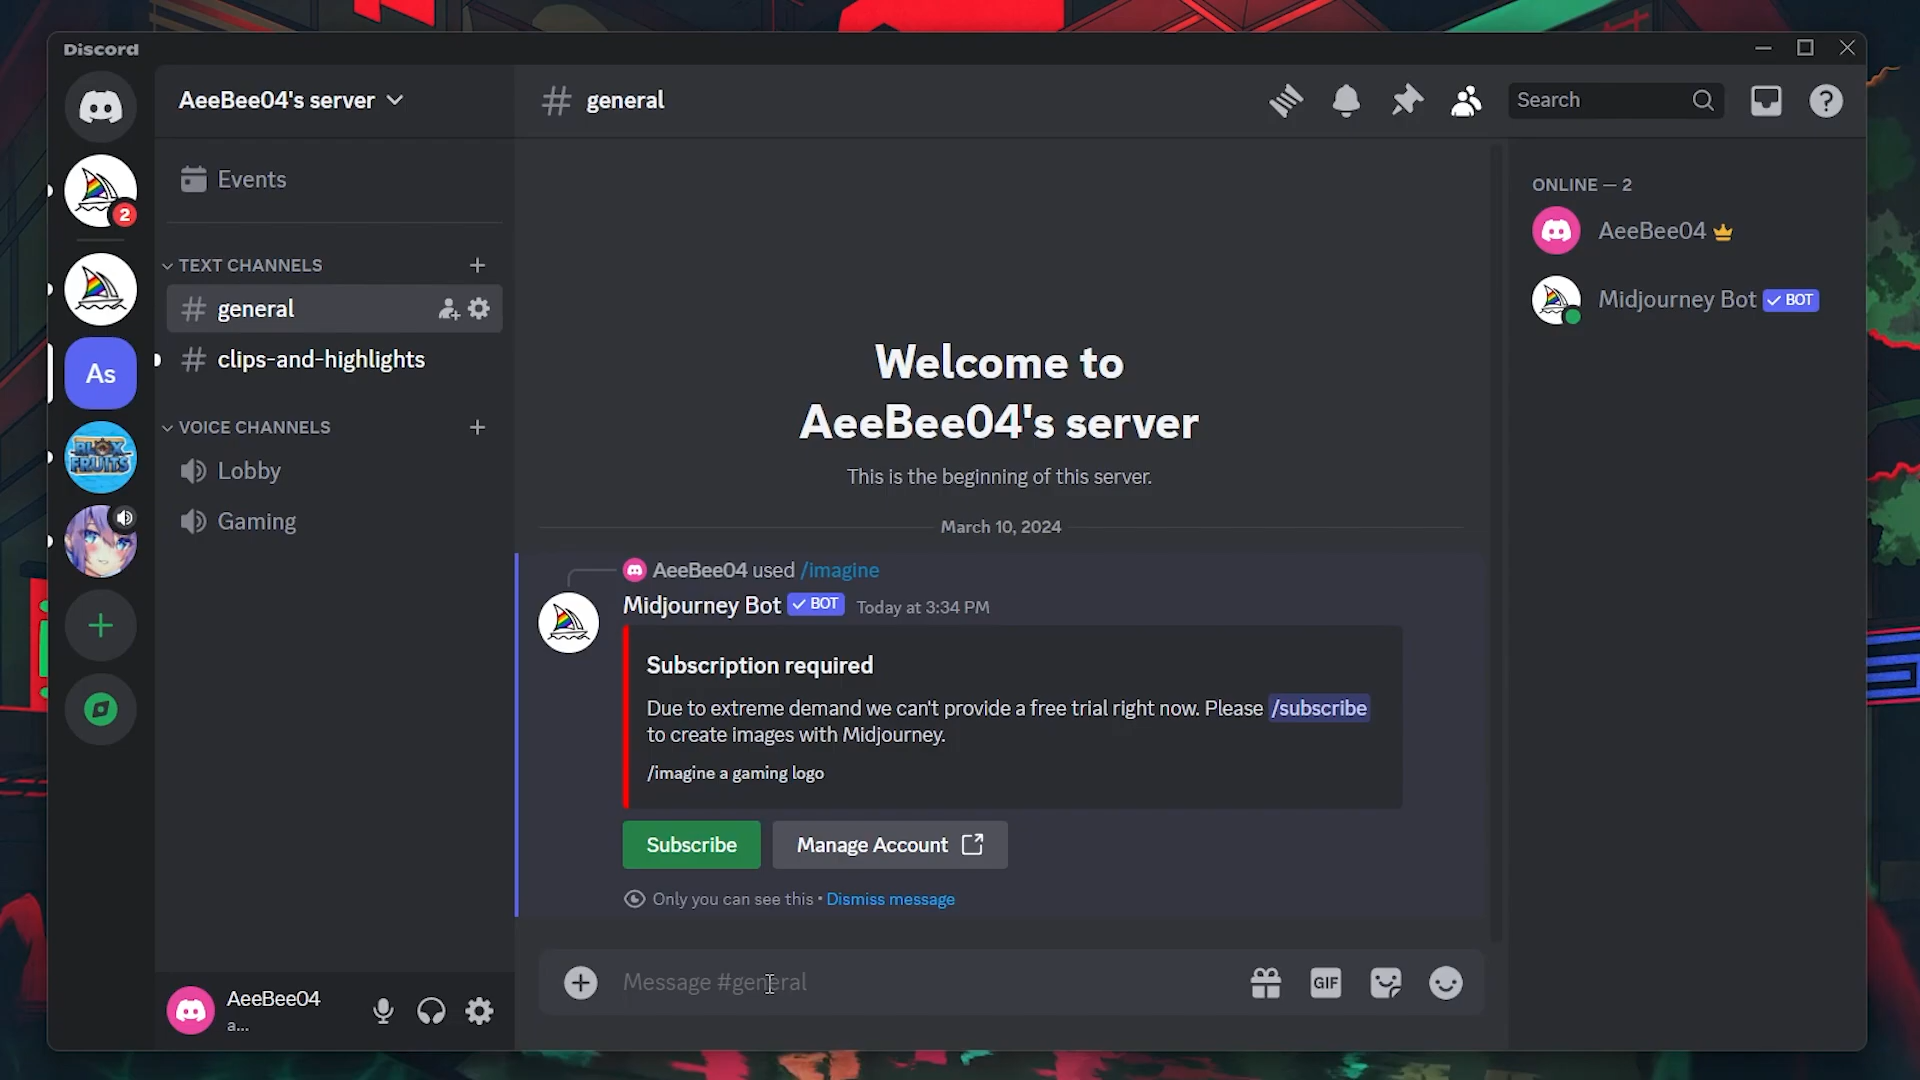 Discord
AeeBee04's server
general
Search
2
Events
TEXT CHANNELS
general
clips-and-highlights
As
VOICE CHANNELS
BLOX
FRUITS
Lobby
Gaming
ONLINE — 2
AeeBee04
Midjourney Bot BOT
Welcome to
AeeBee04's server
This is the beginning of this server.
March 10, 2024
AeeBee04 used /imagine
Midjourney Bot BOT Today at 3:34 PM
Subscription required
Due to extreme demand we can't provide a free trial right now. Please /subscribe
to create images with Midjourney.
/imagine a gaming logo
Subscribe
Manage Account
Only you can see this • Dismiss message
Message #general
GIF
AeeBee04
a...